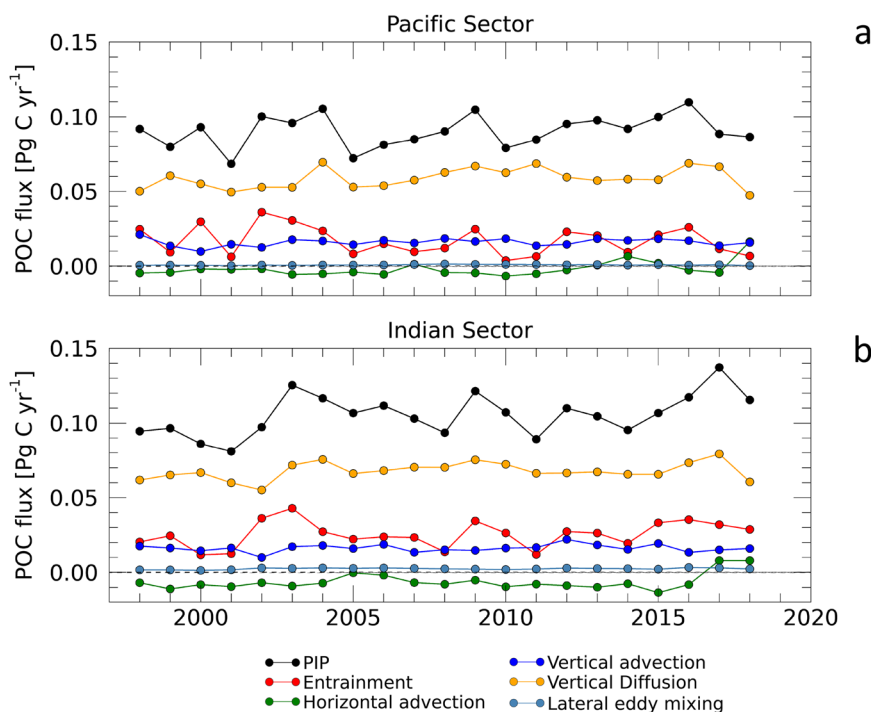 Pacific Sector
a
0.15
0.10
0.05
0.00
POC flux [Pg C yr⁻¹]
Indian Sector
b
0.15
0.10
0.05
0.00
POC flux [Pg C yr⁻¹]
2000 2005 2010 2015 2020
PIP
Entrainment
Horizontal advection
Vertical advection
Vertical Diffusion
Lateral eddy mixing